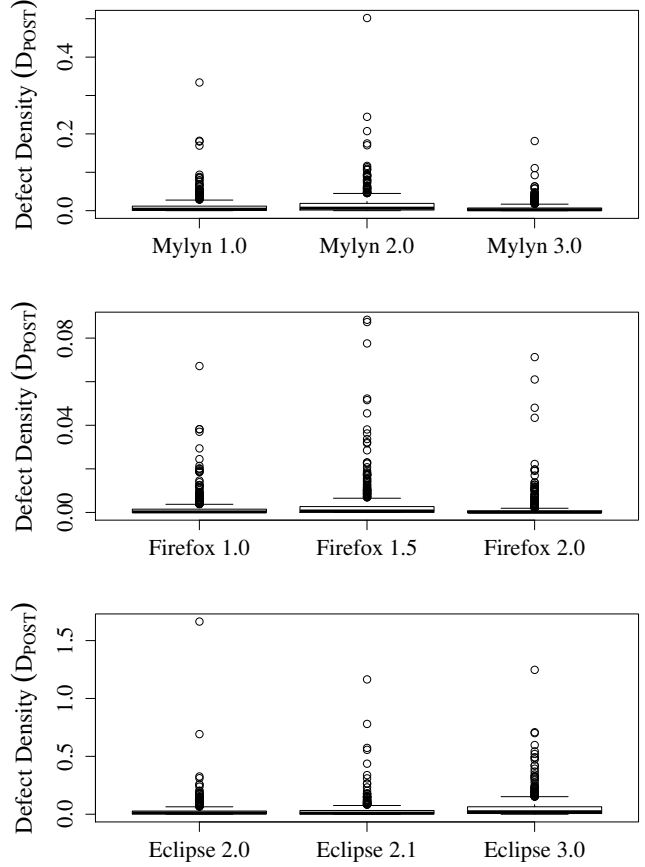 Defect Density (DPOST)
0.0 0.2 0.4
Mylyn 1.0 Mylyn 2.0 Mylyn 3.0
Defect Density (DPOST)
0.00 0.04 0.08
Firefox 1.0 Firefox 1.5 Firefox 2.0
Defect Density (DPOST)
0.0 0.5 1.0 1.5
Eclipse 2.0 Eclipse 2.1 Eclipse 3.0